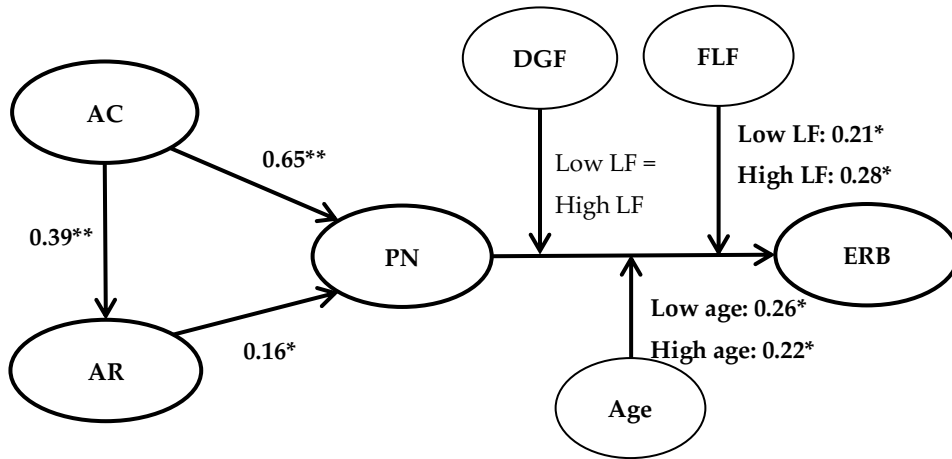 DGF
FLF
AC
0.65**
Low LF: 0.21*
High LF: 0.28*
Low LF =
High LF
0.39**
PN
ERB
0.16*
Low age: 0.26*
High age: 0.22*
AR
Age